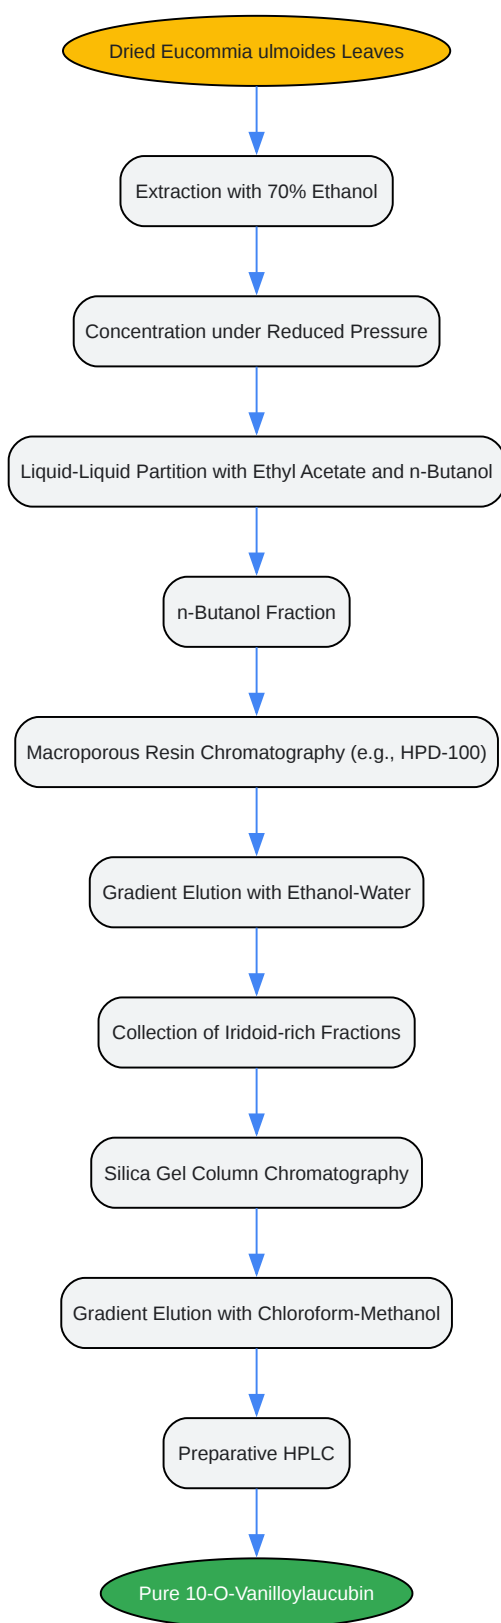 Dried Eucommia ulmoides Leaves
Extraction with 70% Ethanol
Concentration under Reduced Pressure
Liquid-Liquid Partition with Ethyl Acetate and n-Butanol
n-Butanol Fraction
Macroporous Resin Chromatography (e.g., HPD-100)
Gradient Elution with Ethanol-Water
Collection of Iridoid-rich Fractions
Silica Gel Column Chromatography
Gradient Elution with Chloroform-Methanol
Preparative HPLC
Pure 10-O-Vanilloylaucubin